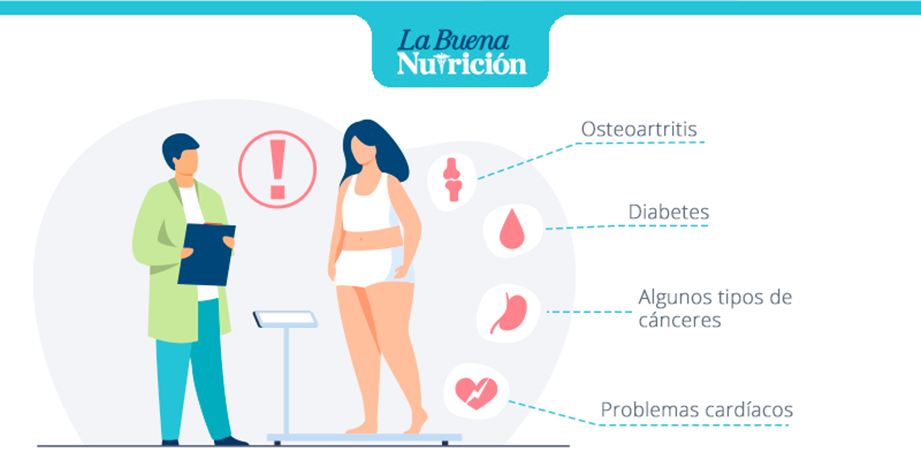 La Buena
Nutrición
Osteoartritis
Diabetes
Algunos tipos de
cánceres
Problemas cardíacos